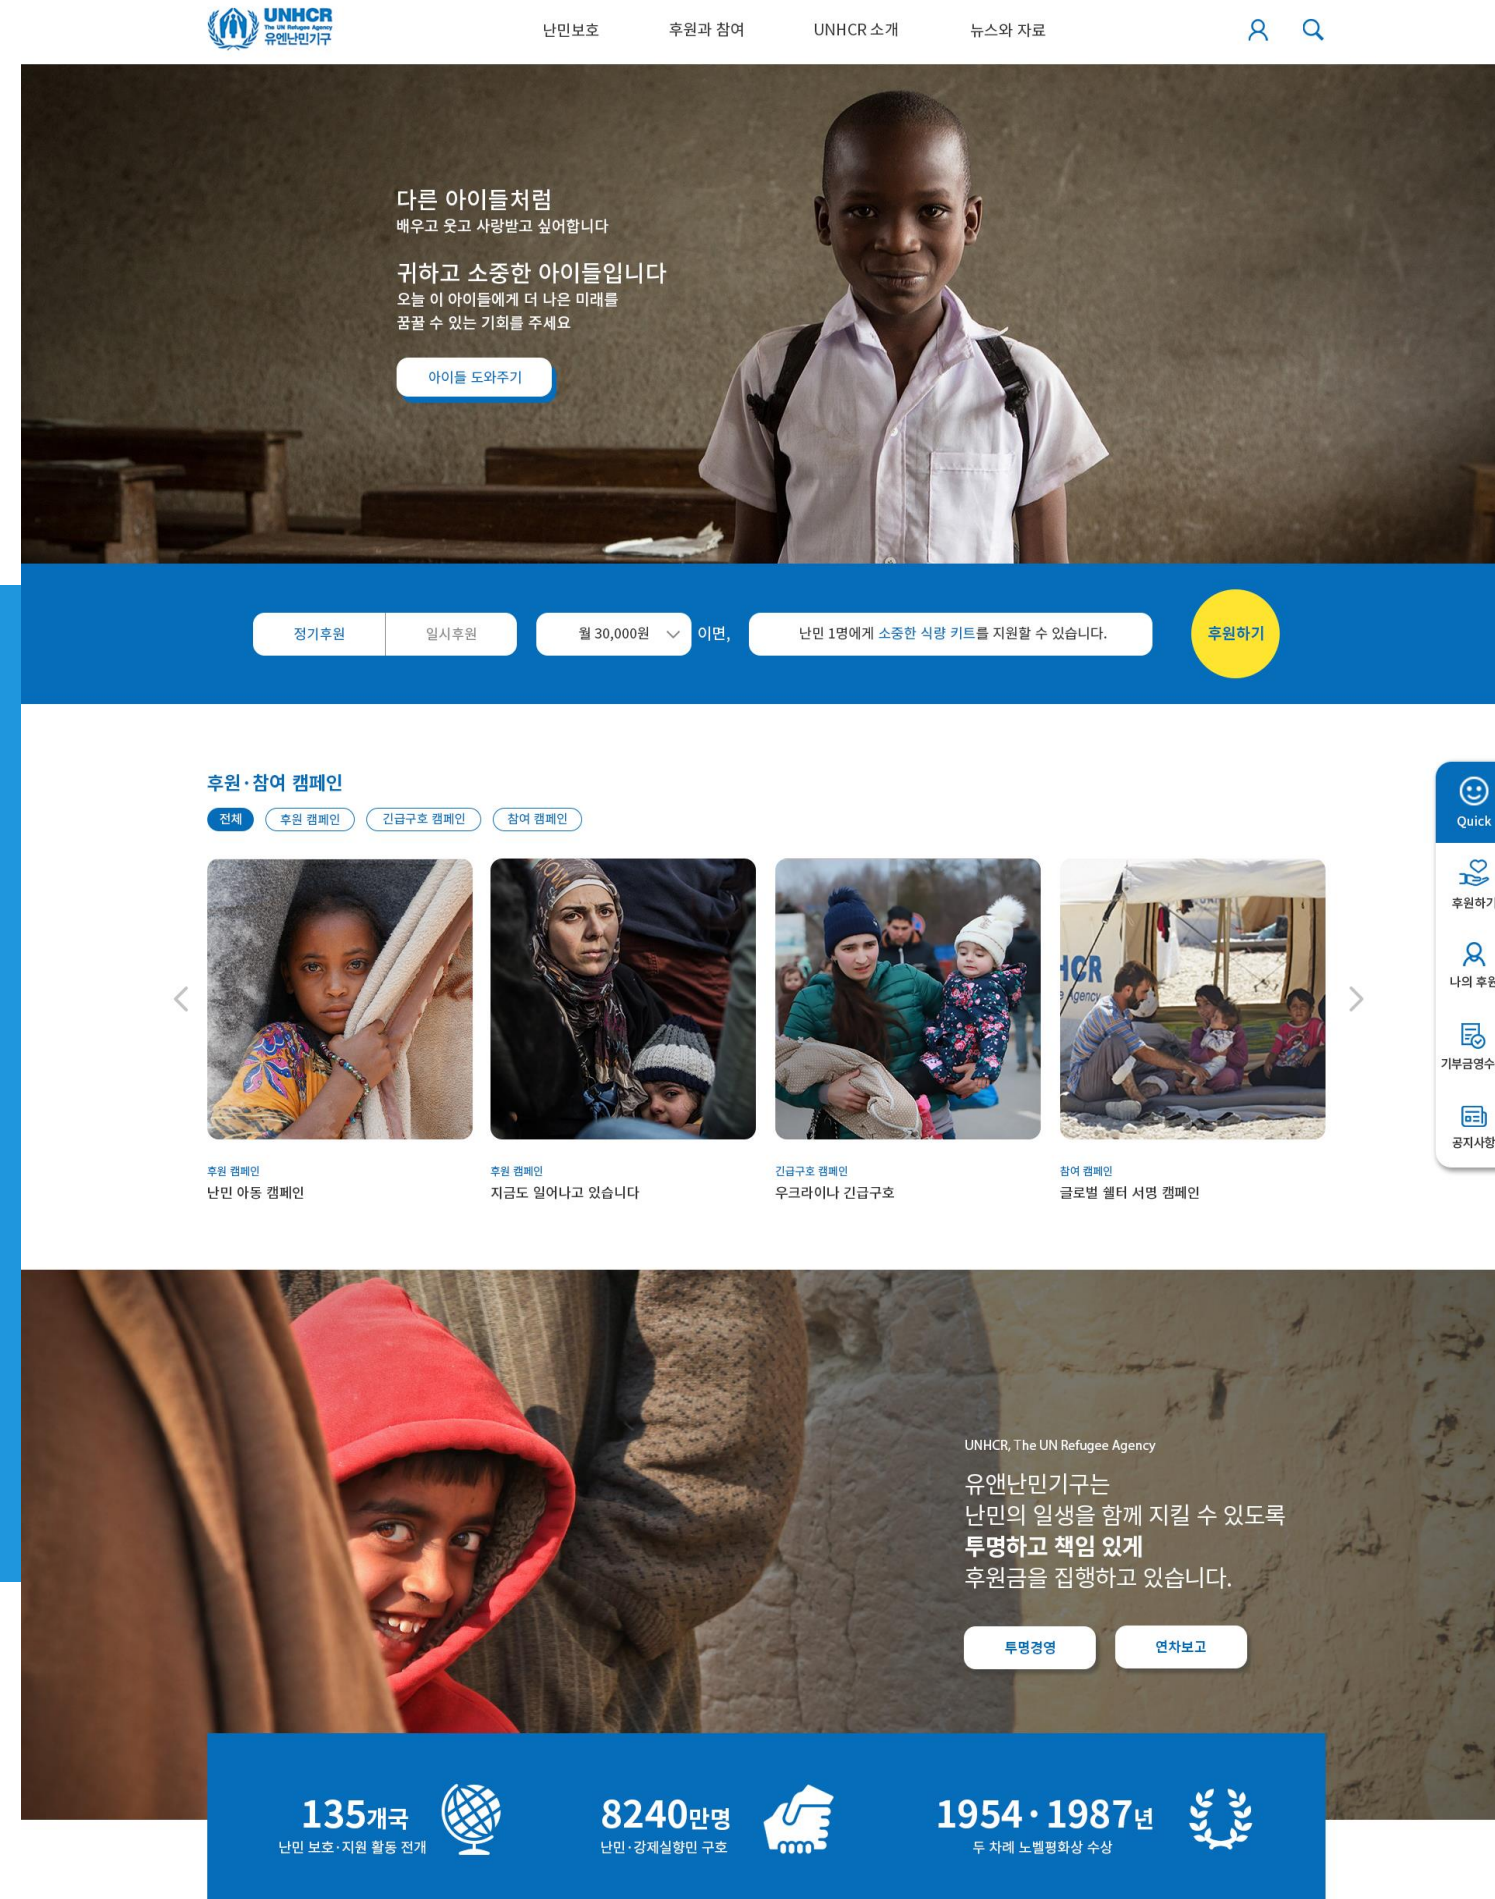 UNHCR
The UN Refugee Agency
유엔난민기구
난민보호
후원과 참여
UNHCR 소개
뉴스와 자료
다른 아이들처럼
배우고 웃고 사랑받고 싶어합니다
귀하고 소중한 아이들입니다
오늘 이 아이들에게 더 나은 미래를
꿈꿀 수 있는 기회를 주세요
아이들 도와주기
정기후원
일시후원
월 30,000원
이면,
난민 1명에게 소중한 식량 키트를 지원할 수 있습니다.
후원하기
후원·참여 캠페인
전체
후원 캠페인
긴급구호 캠페인
참여 캠페인
HCR
Agency
후원 캠페인
난민 아동 캠페인
후원 캠페인
지금도 일어나고 있습니다
긴급구호 캠페인
우크라이나 긴급구호
참여 캠페인
글로벌 쉘터 서명 캠페인
Quick
후원하기
나의 후원
기부금영수
공지사항
UNHCR, The UN Refugee Agency
유앤난민기구는
난민의 일생을 함께 지킬 수 있도록
투명하고 책임 있게
후원금을 집행하고 있습니다.
투명경영
연차보고
135개국
난민 보호·지원 활동 전개
8240만명
난민·강제실향민 구호
1954·1987년
두 차례 노벨평화상 수상